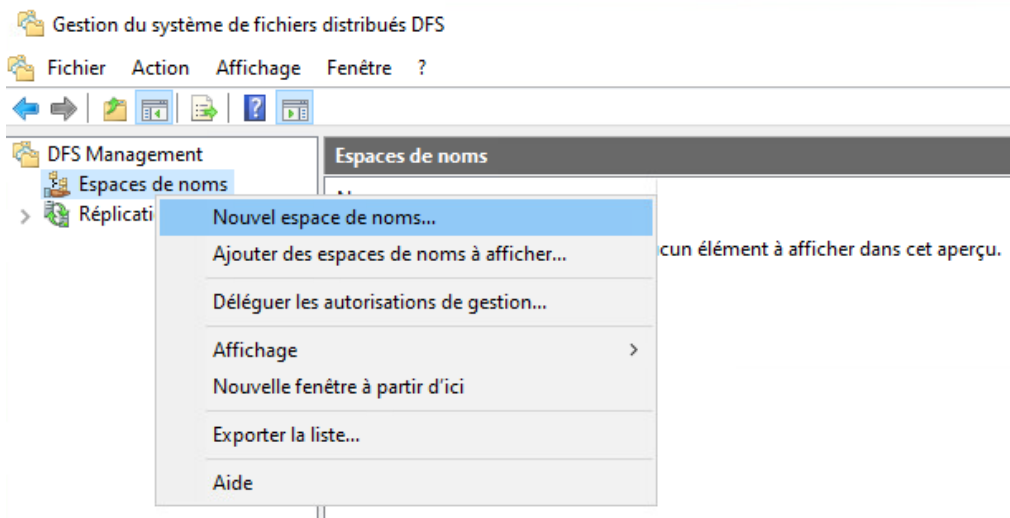 Gestion du système de fichiers distribués DFS
Fichier Action Affichage Fenêtre ?
DFS Management
Espaces de noms
Espaces de noms
Réplicati
Nouvel espace de noms...
Ajouter des espaces de noms à afficher...
cun élément à afficher dans cet aperçu.
Déléguer les autorisations de gestion...
Affichage
Nouvelle fenêtre à partir d'ici
Exporter la liste...
Aide